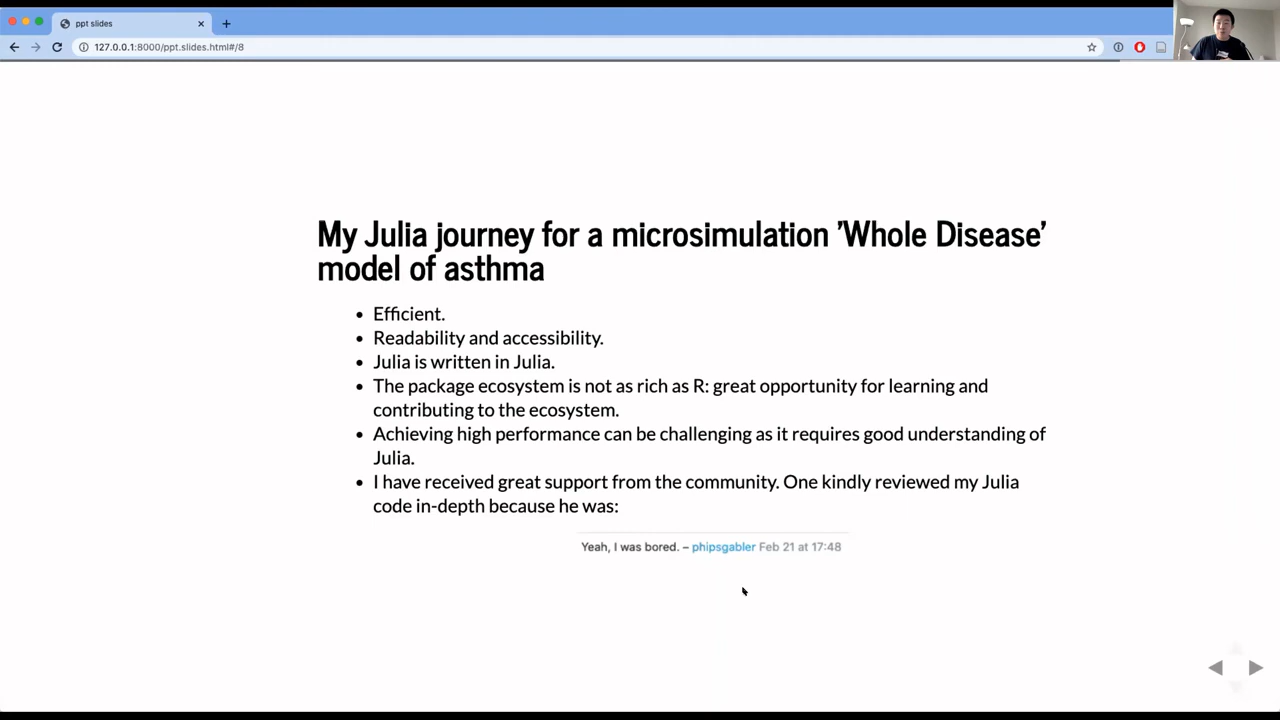 ppt slides
127.0.0.1:8000/ppt.slides.html#/8
My Julia journey for a microsimulation 'Whole Disease'
model of asthma
• Efficient.
• Readability and accessibility.
• Julia is written in Julia.
• The package ecosystem is not as rich as R: great opportunity for learning and
contributing to the ecosystem.
• Achieving high performance can be challenging as it requires good understanding of
Julia.
• I have received great support from the community. One kindly reviewed my Julia
code in-depth because he was:
Yeah, I was bored. – phipsgabler Feb 21 at 17:48